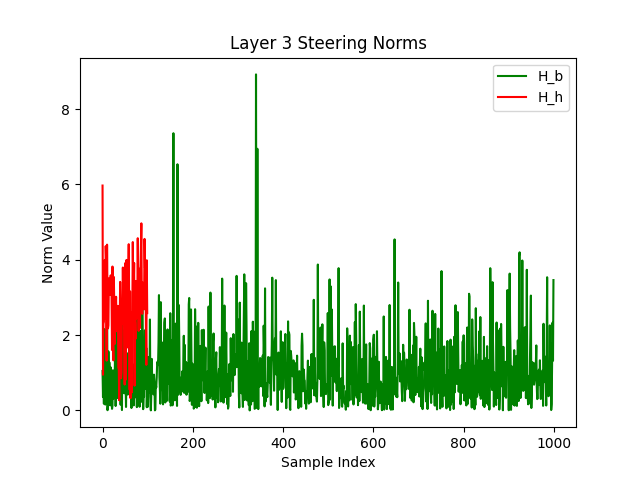 Layer 3 Steering Norms
H_b
H_h
Norm Value
8
6
4
2
0
0 200 400 600 800 1000
Sample Index